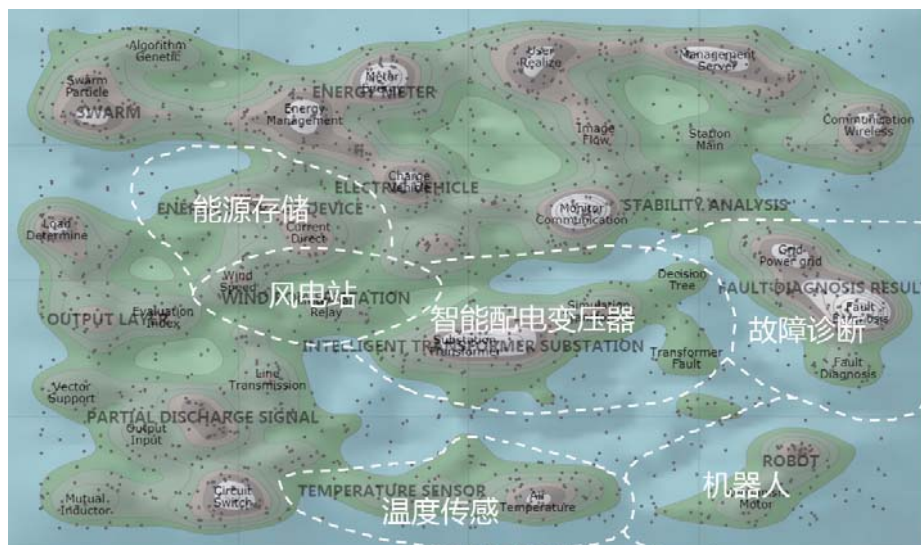 Algorithm
Genetic
Swarm
Particle
SWARM
Energy
Management
Meter
ENERGY METER
User
Realize
Management
Server
Image
Flow
Station
Main
Communication
Wireless
Charge
Vehicle
ELECTRIC VEHICLE
能源存储
DEVICE
Current
Direct
Monitor
Communication
STABILITY ANALYSIS
Load
Determine
Wind
Speed
风电站
Relay
Evaluation
Index
Decision
Tree
Grid
Power grid
FAULT DIAGNOSIS RESULT
Fault
故障诊断
Fault
Diagnosis
智能配电变压器
Substation
Transformer
INTELLIGENT TRANSFORMER SUBSTATION
Transformer
Fault
Line
Transmission
Vector
Support
PARTIAL DISCHARGE SIGNAL
Output
Input
Mutual
Inductor
Circuit
Switch
TEMPERATURE SENSOR
温度传感
Air
Temperature
ROBOT
机器人
Motor